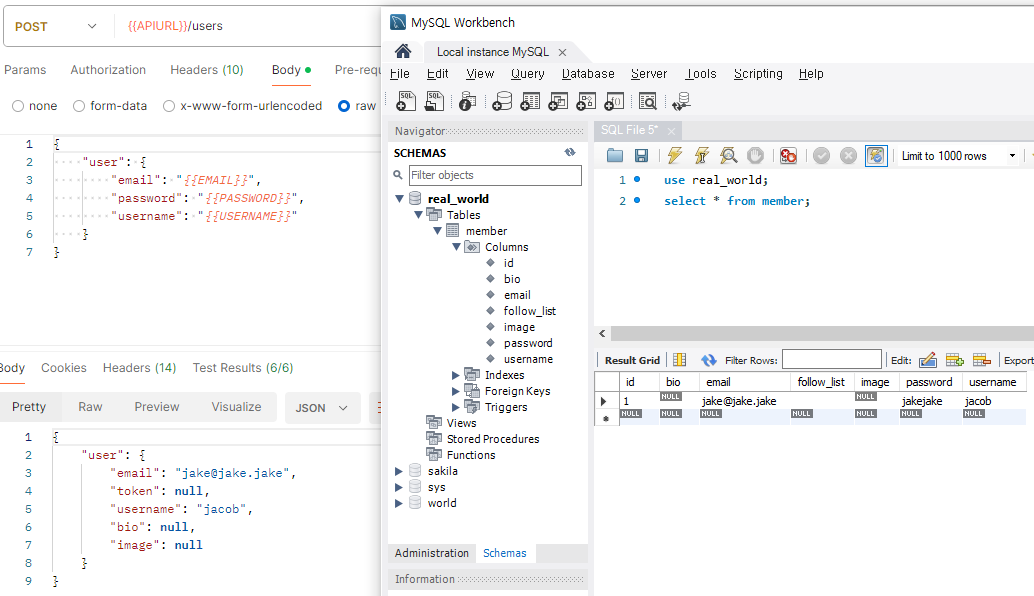 POST {{APIURL}}/users
Params Authorization Headers (10) Body Pre-requ
none form-data x-www-form-urlencoded raw
1 {
2 "user": {
3 "email": "{{EMAIL}}",
4 "password": "{{PASSWORD}}",
5 "username": "{{USERNAME}}"
6 }
7 }
Body Cookies Headers (14) Test Results (6/6)
Pretty Raw Preview Visualize JSON
1 {
2 "user": {
3 "email": "jake@jake.jake",
4 "token": null,
5 "username": "jacob",
6 "bio": null,
7 "image": null
8 }
9 }
MySQL Workbench
Local instance MySQL
File Edit View Query Database Server Tools Scripting Help
Navigator
SCHEMAS
Filter objects
real_world
Tables
member
Columns
id
bio
email
follow_list
image
password
username
Indexes
Foreign Keys
Triggers
Views
Stored Procedures
Functions
sakila
sys
world
Administration Schemas
Information
SQL File 5*
Limit to 1000 rows
1 use real_world;
2 select * from member;
Result Grid Filter Rows: Edit: Export
id bio email follow_list image password username
1 NULL jake@jake.jake NULL jakejake jacob
NULL NULL NULL NULL NULL NULL NULL